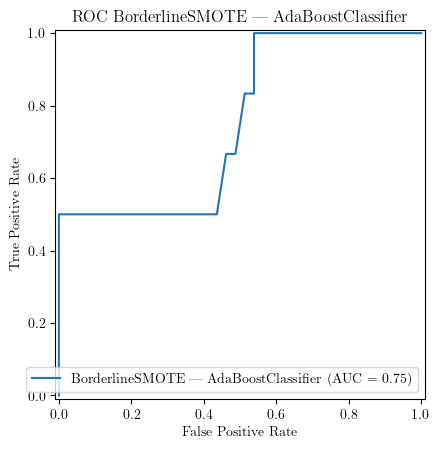 ROC BorderlineSMOTE — AdaBoostClassifier
1.0
0.8
0.6
0.4
0.2
0.0
True Positive Rate
BorderlineSMOTE — AdaBoostClassifier (AUC = 0.75)
0.0 0.2 0.4 0.6 0.8 1.0
False Positive Rate